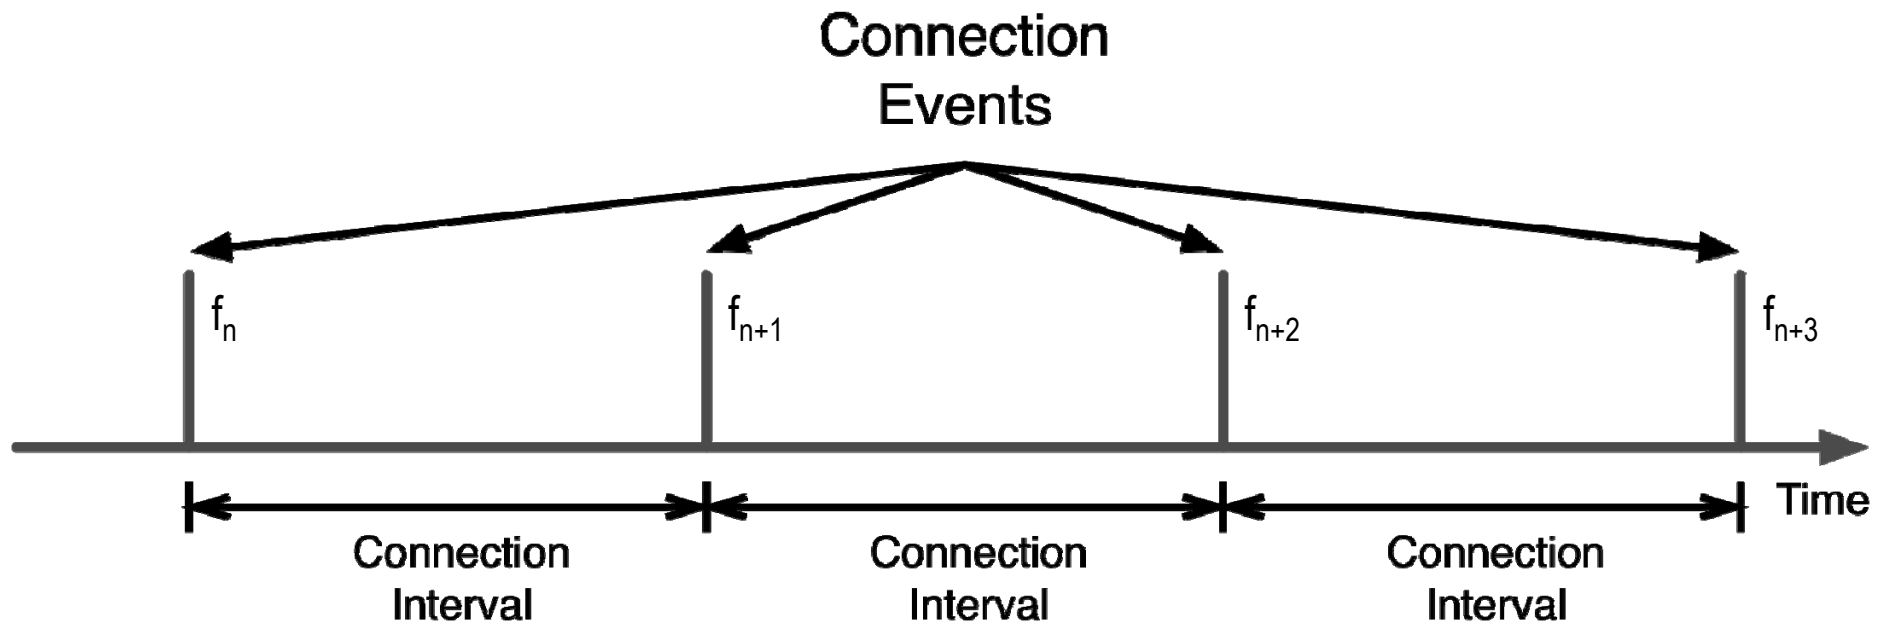 Connection
Events
fn
fn+1
fn+2
fn+3
Time
Connection
Interval
Connection
Interval
Connection
Interval